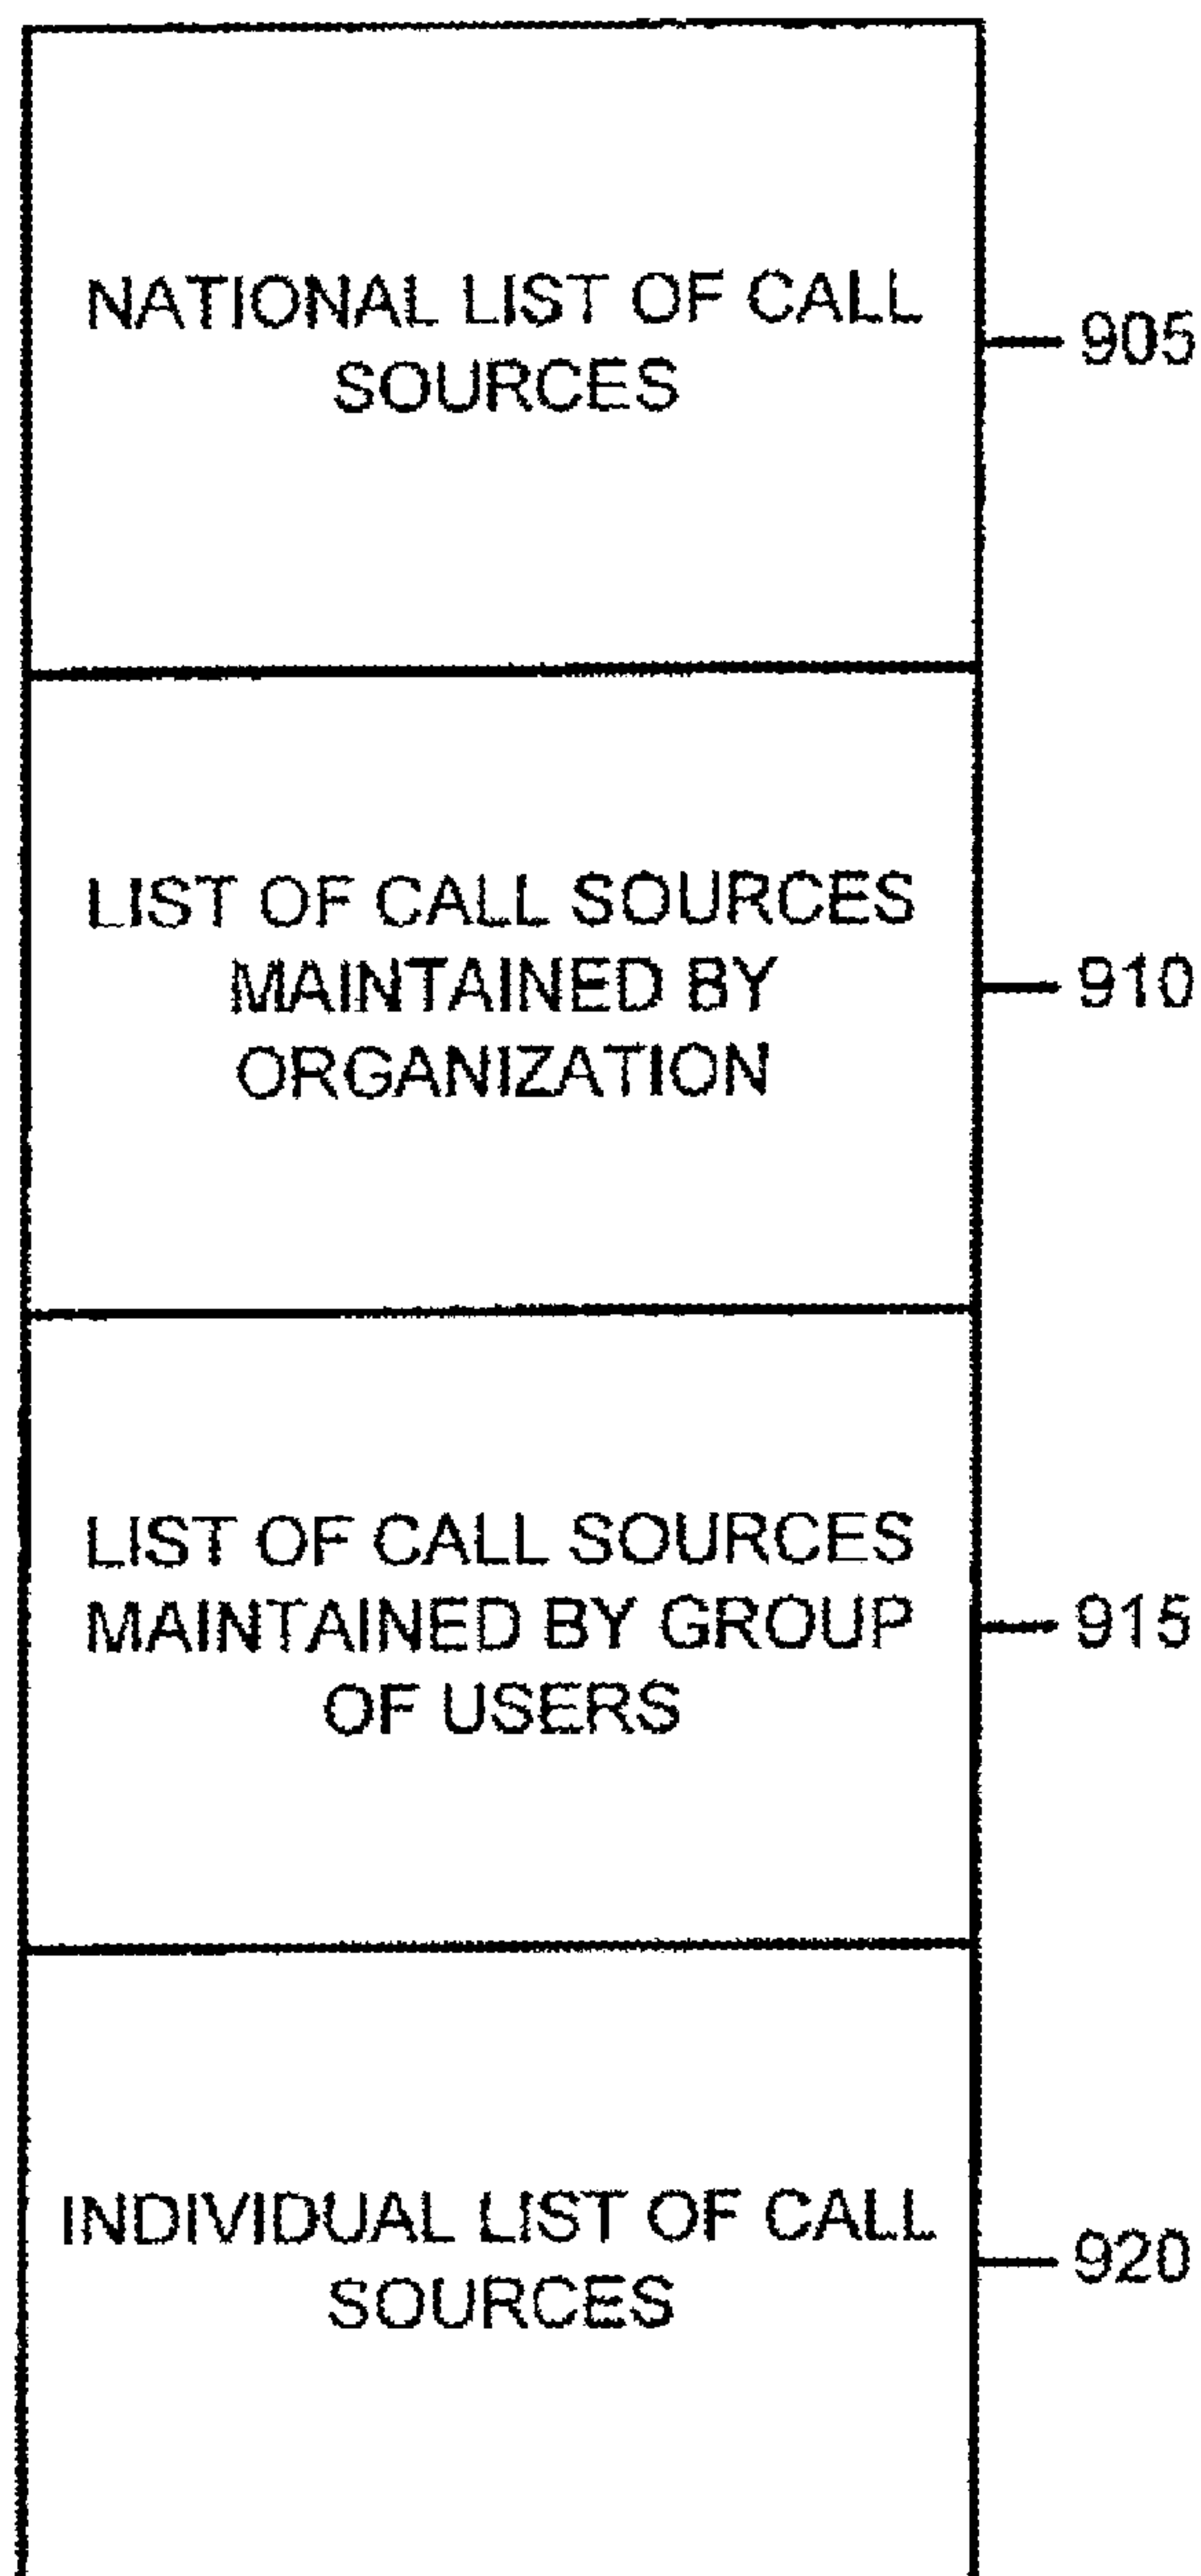 NATIONAL LIST OF CALL
SOURCES
905
LIST OF CALL SOURCES
MAINTAINED BY
ORGANIZATION
910
LIST OF CALL SOURCES
MAINTAINED BY GROUP
OF USERS
915
INDIVIDUAL LIST OF CALL
SOURCES
920